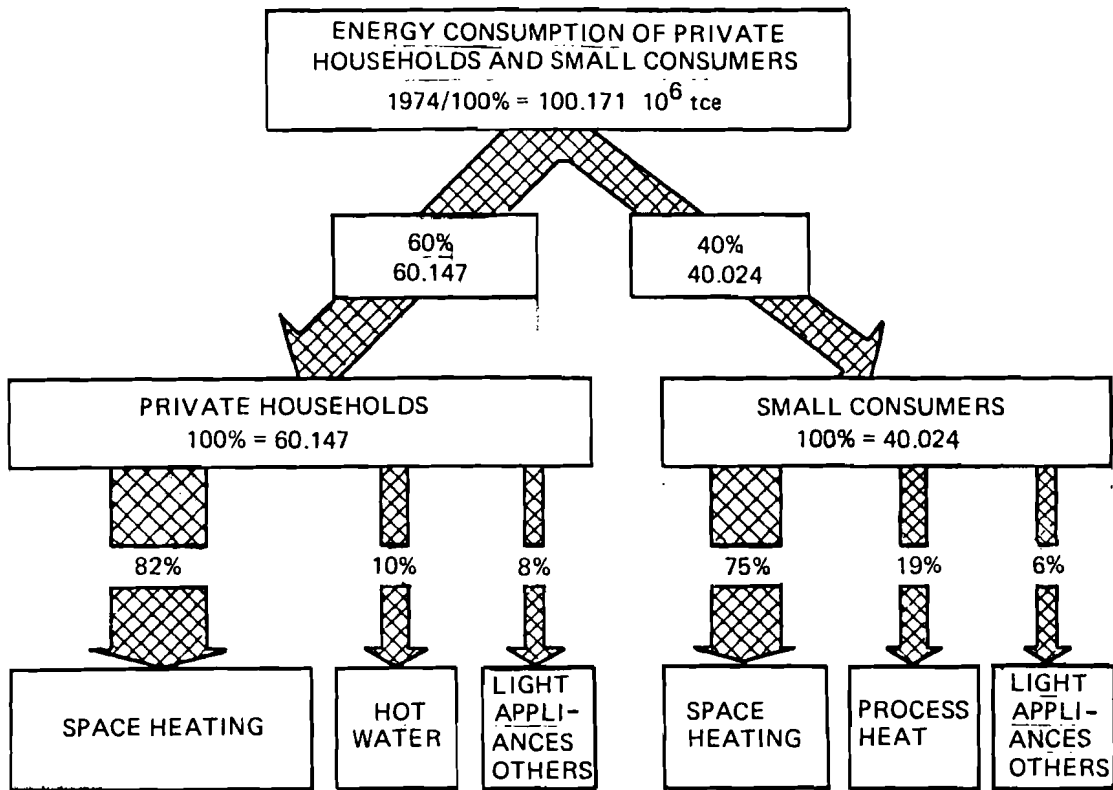 ENERGY CONSUMPTION OF PRIVATE
HOUSEHOLDS AND SMALL CONSUMERS
1974/100% = 100.171 10⁶ tce
60%
60.147
40%
40.024
PRIVATE HOUSEHOLDS
100% = 60.147
SMALL CONSUMERS
100% = 40.024
82%
10%
8%
75%
19%
6%
SPACE HEATING
HOT
WATER
LIGHT
APPLI-
ANCES
OTHERS
SPACE
HEATING
PROCESS
HEAT
LIGHT
APPLI-
ANCES
OTHERS